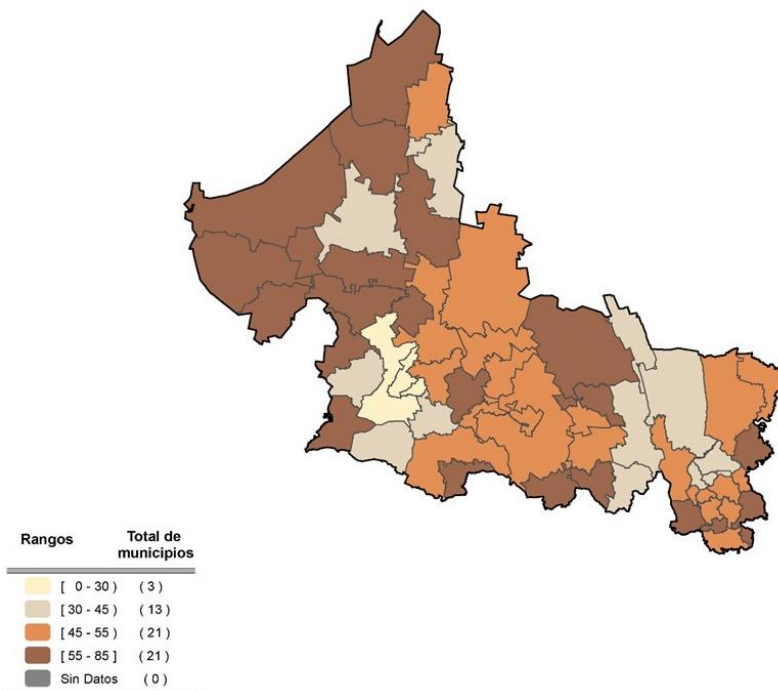 Rangos Total de municipios
[ 0 - 30 ) ( 3 )
[ 30 - 45 ) ( 13 )
[ 45 - 55 ) ( 21 )
[ 55 - 85 ] ( 21 )
Sin Datos ( 0 )